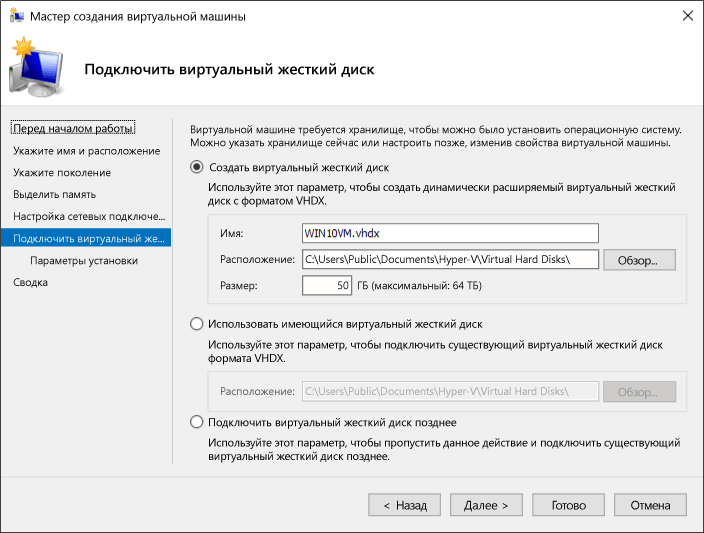 Мастер создания виртуальной машины
Подключить виртуальный жесткий диск
Перед началом работы
Укажите имя и расположение
Укажите поколение
Выделить память
Настройка сетевых подключе...
Подключить виртуальный же...
Параметры установки
Сводка
Виртуальной машине требуется хранилище, чтобы можно было установить операционную систему.
Можно указать хранилище сейчас или настроить позже, изменив свойства виртуальной машины.
Создать виртуальный жесткий диск
Используйте этот параметр, чтобы создать динамически расширяемый виртуальный жесткий
диск с форматом VHDX.
Имя: WIN10VM.vhdx
Расположение: C:\Users\Public\Documents\Hyper-V\Virtual Hard Disks\ Обзор...
Размер: 50 ГБ (максимальный: 64 ТБ)
Использовать имеющийся виртуальный жесткий диск
Используйте этот параметр, чтобы подключить существующий виртуальный жесткий диск
формата VHDX.
Расположение: C:\Users\Public\Documents\Hyper-V\Virtual Hard Disks\ Обзор...
Подключить виртуальный жесткий диск позднее
Используйте этот параметр, чтобы пропустить данное действие и подключить существующий
виртуальный жесткий диск позднее.
< Назад Далее > Готово Отмена